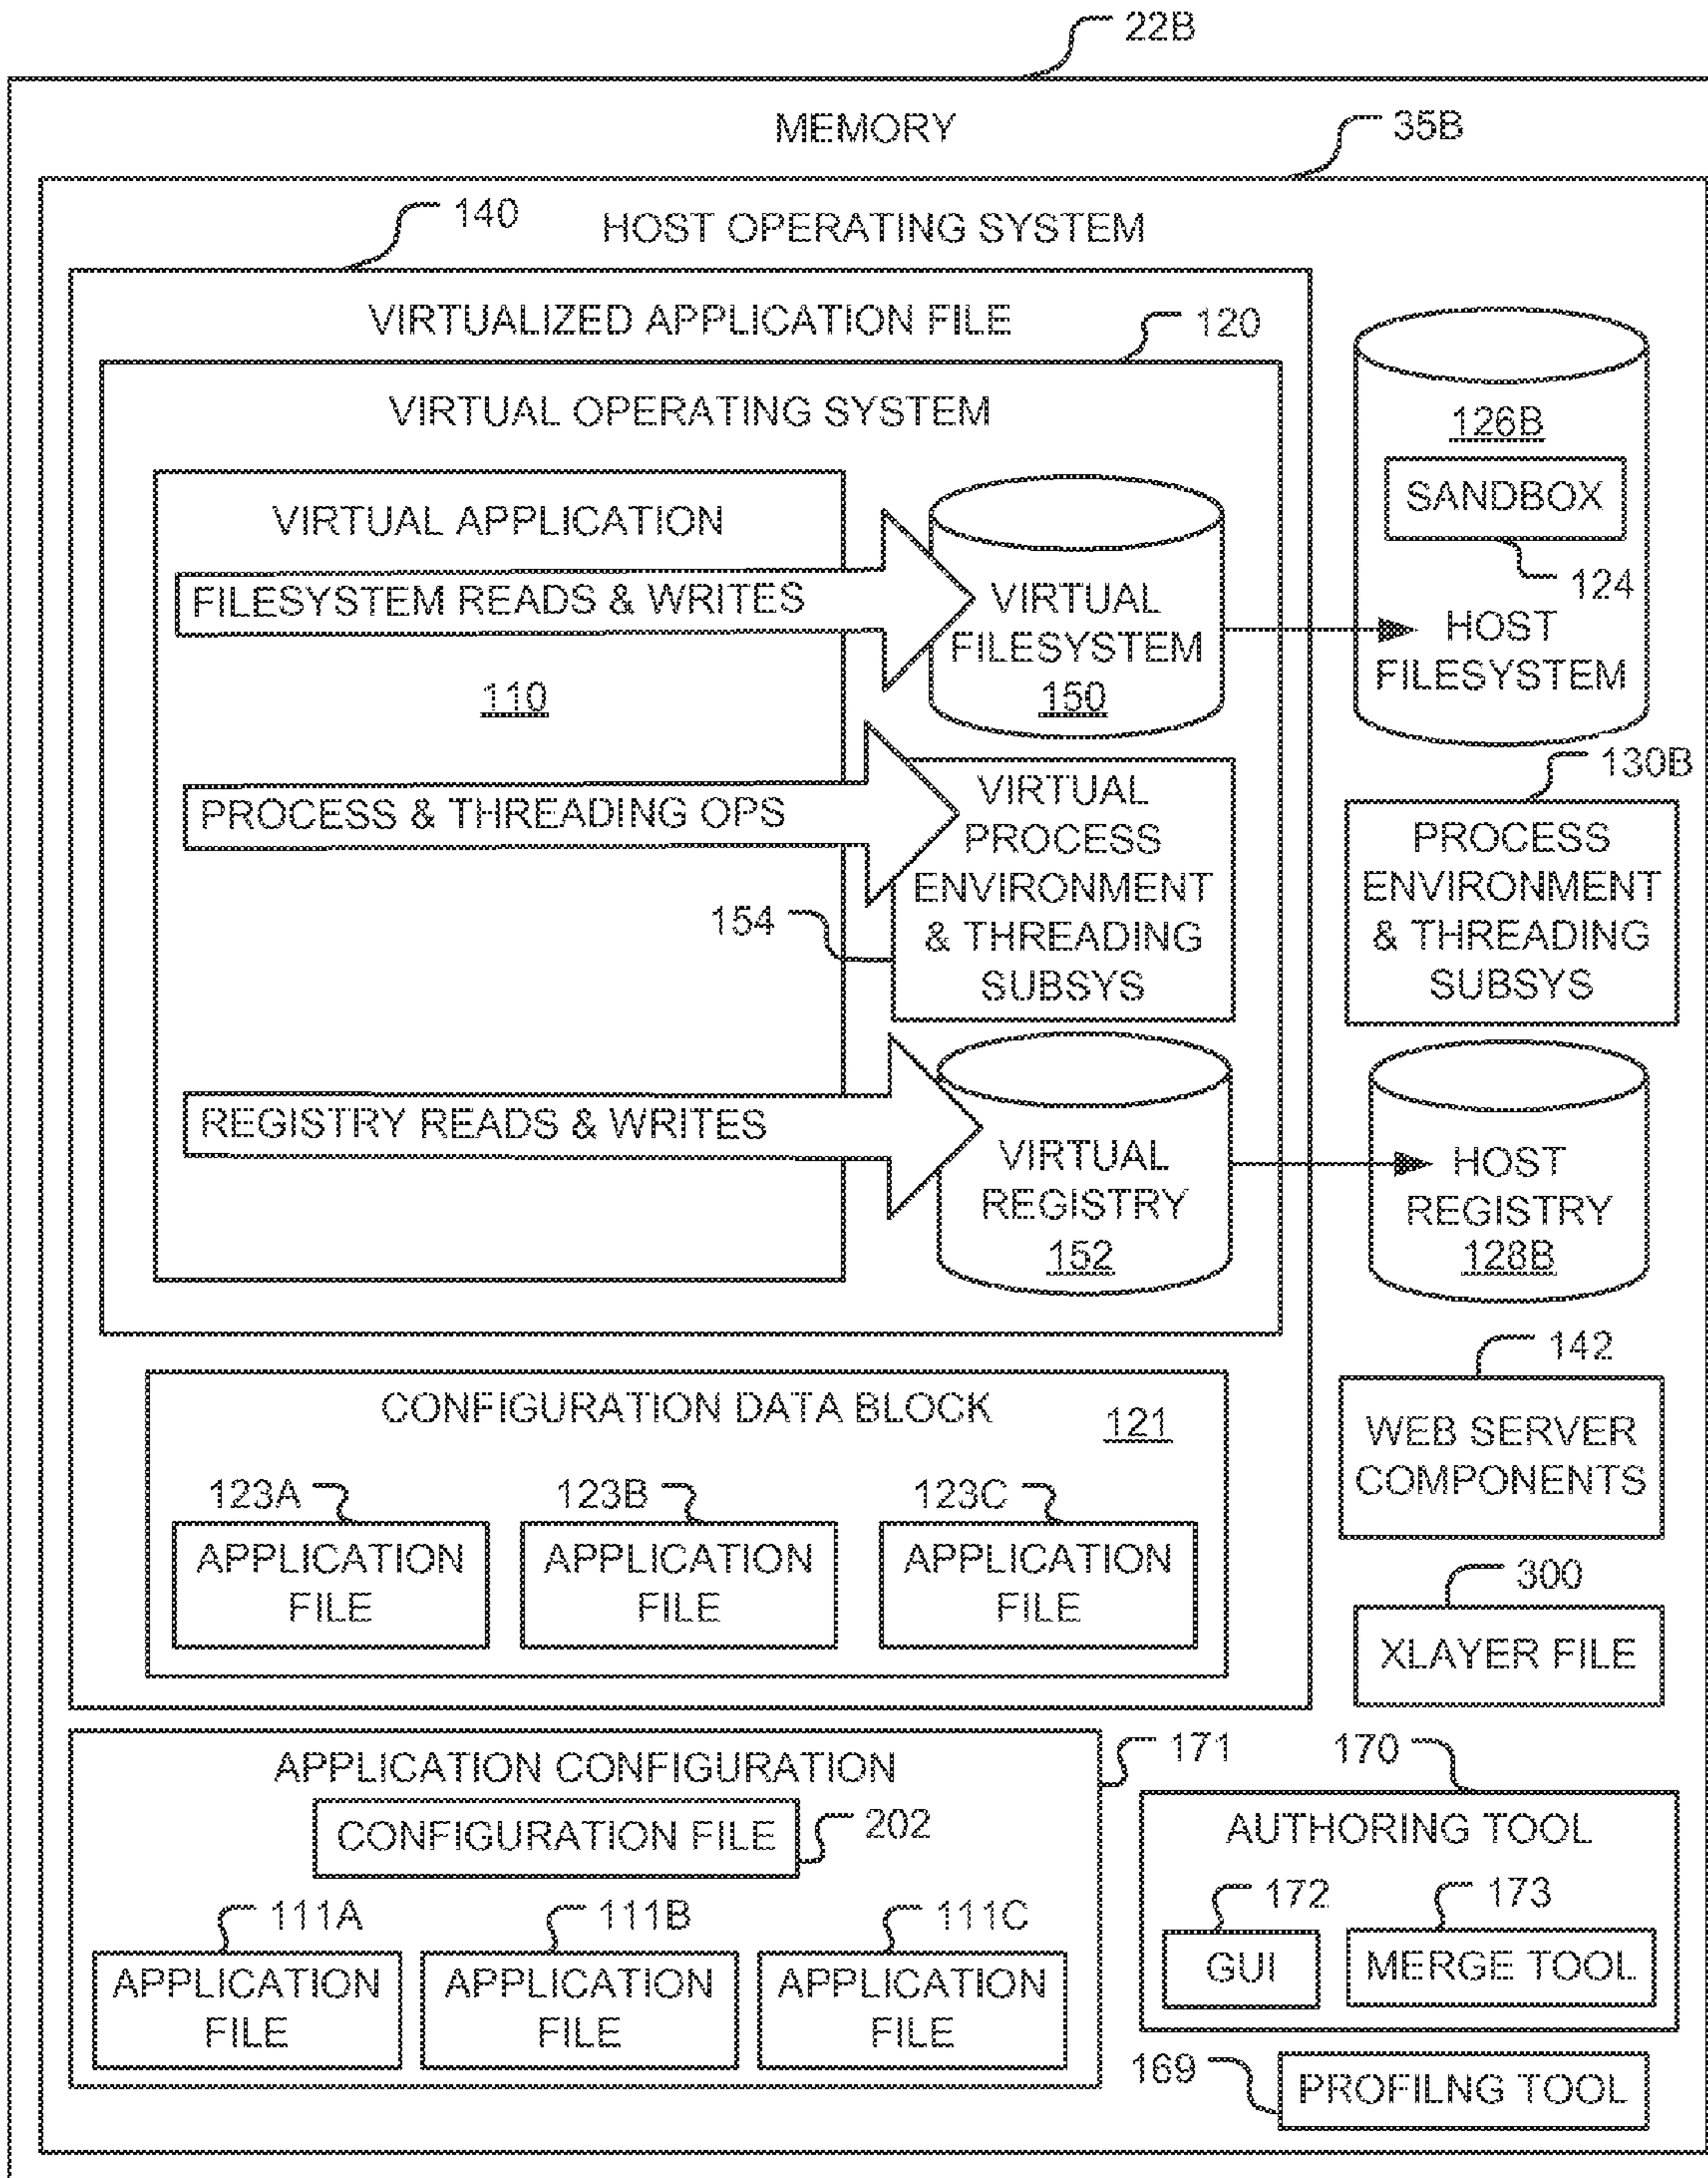 22B
MEMORY
35B
140
HOST OPERATING SYSTEM
VIRTUALIZED APPLICATION FILE
120
VIRTUAL OPERATING SYSTEM
126B
SANDBOX
124
HOST
FILESYSTEM
VIRTUAL APPLICATION
FILESYSTEM READS & WRITES
VIRTUAL
FILESYSTEM
150
110
130B
PROCESS & THREADING OPS
VIRTUAL
PROCESS
ENVIRONMENT
& THREADING
SUBSYS
154
PROCESS
ENVIRONMENT
& THREADING
SUBSYS
REGISTRY READS & WRITES
VIRTUAL
REGISTRY
152
HOST
REGISTRY
128B
142
WEB SERVER
COMPONENTS
CONFIGURATION DATA BLOCK
121
123A
123B
123C
APPLICATION
FILE
APPLICATION
FILE
APPLICATION
FILE
300
XLAYER FILE
171
170
APPLICATION CONFIGURATION
CONFIGURATION FILE
202
AUTHORING TOOL
111A
111B
111C
172
173
APPLICATION
FILE
APPLICATION
FILE
APPLICATION
FILE
GUI
MERGE TOOL
169
PROFILNG TOOL